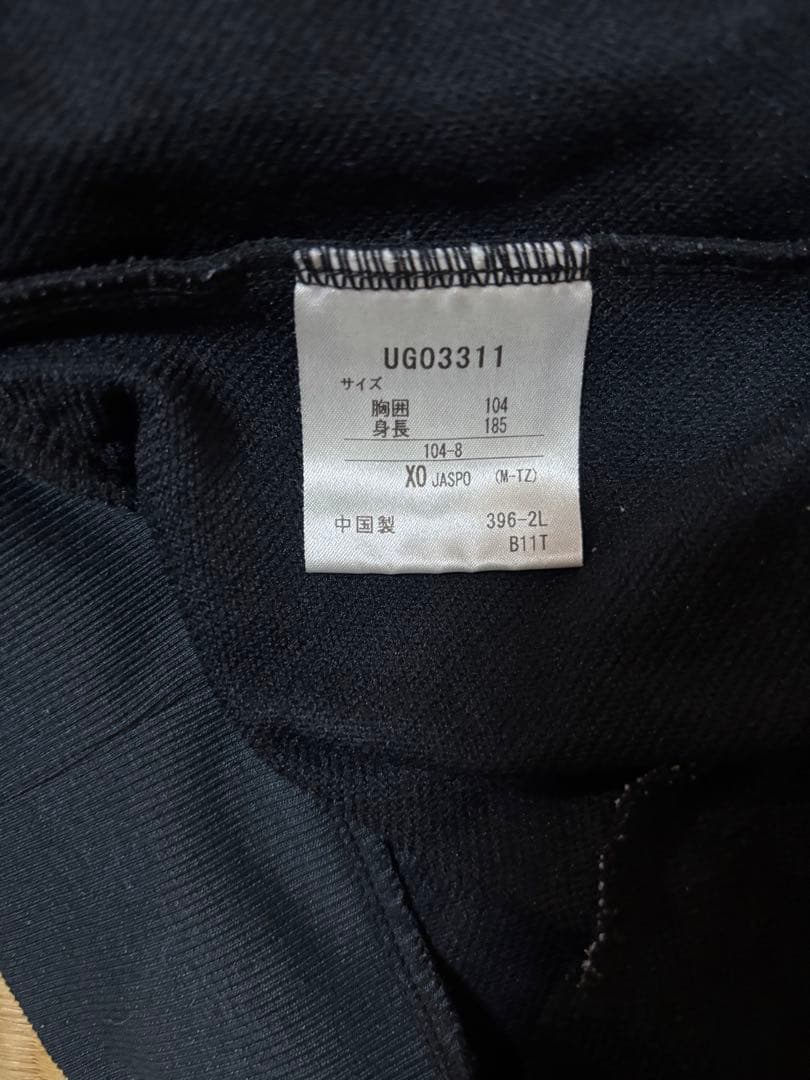 UG03311
サイズ
胸囲 104
身長 185
104-8
XO JASPO (M-TZ)
中国製 396-2L
B11T